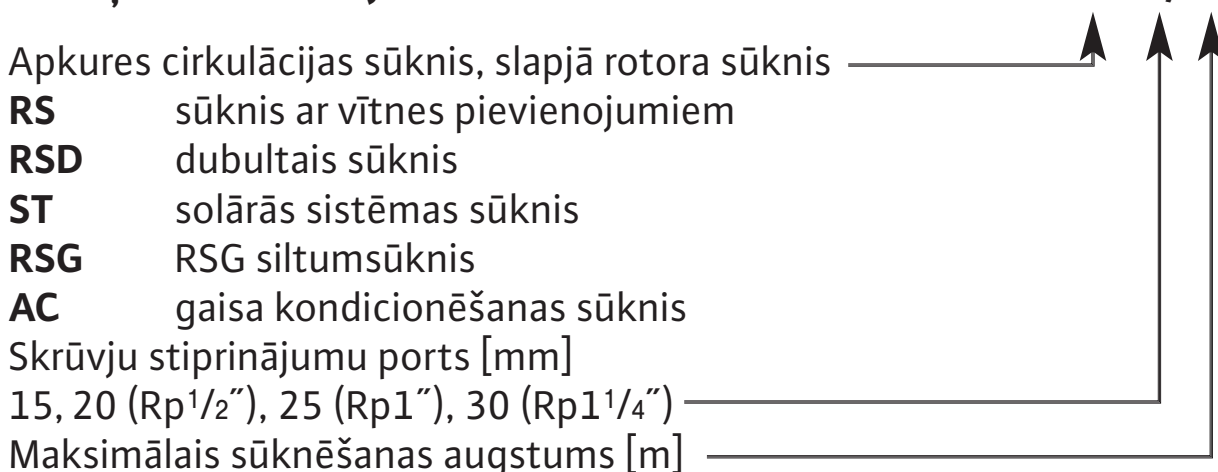 Apkures cirkulācijas sūknis, slapjā rotora sūknis
RS sūknis ar vītnes pievienojumiem
RSD dubultais sūknis
ST solārās sistēmas sūknis
RSG RSG siltumsūknis
AC gaisa kondicionēšanas sūknis
Skrūvju stiprinājumu ports [mm]
15, 20 (Rp¹/₂˝), 25 (Rp1˝), 30 (Rp1¹/₄˝)
Maksimālais sūknēšanas augstums [m]